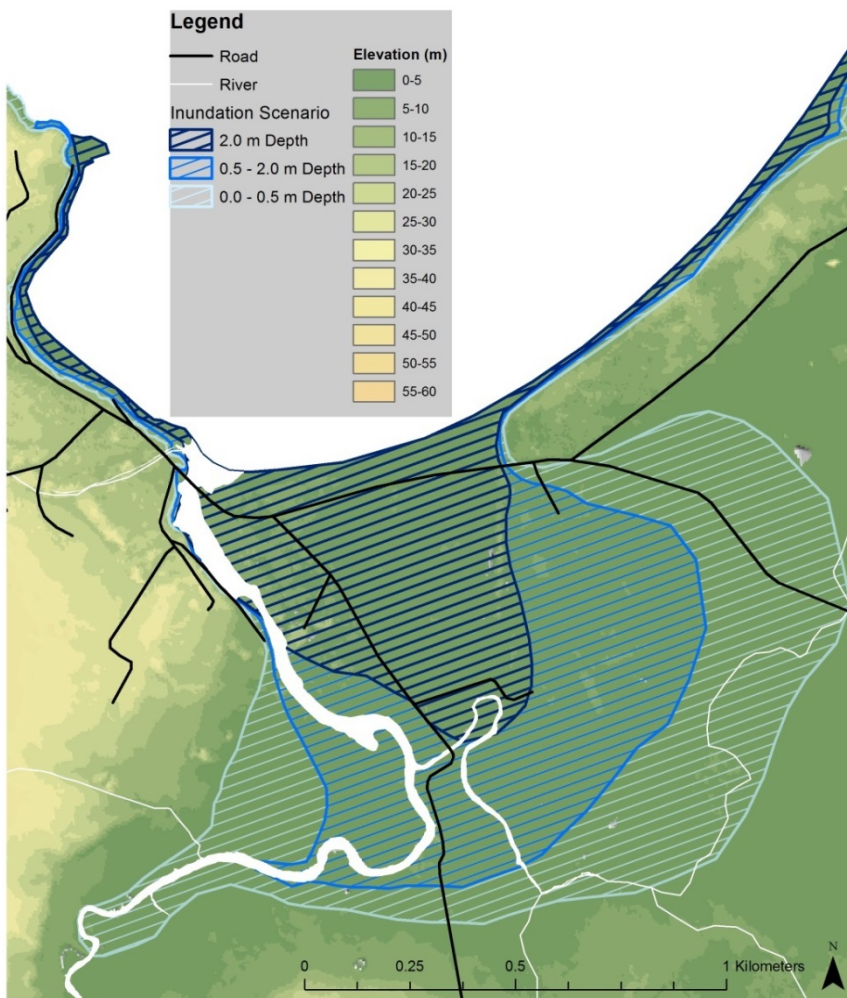 Legend
Road
River
Inundation Scenario
2.0 m Depth
0.5 - 2.0 m Depth
0.0 - 0.5 m Depth
Elevation (m)
0-5
5-10
10-15
15-20
20-25
25-30
30-35
35-40
40-45
45-50
50-55
55-60
N
0 0.25 0.5 1 Kilometers